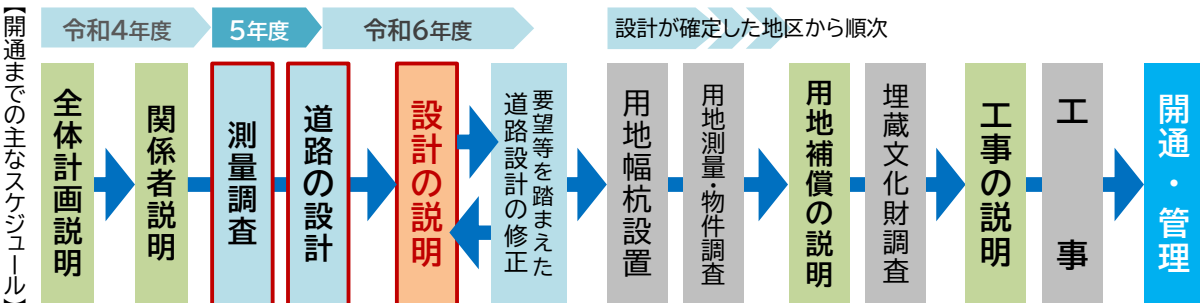 【開通までの主なスケジュール】
令和4年度
5年度
令和6年度
設計が確定した地区から順次
全体計画説明
関係者説明
測量調査
道路の設計
設計の説明
要望等を踏まえた
道路設計の修正
用地幅杭設置
用地測量・物件調査
用地補償の説明
埋蔵文化財調査
工事の説明
工事
開通・管理